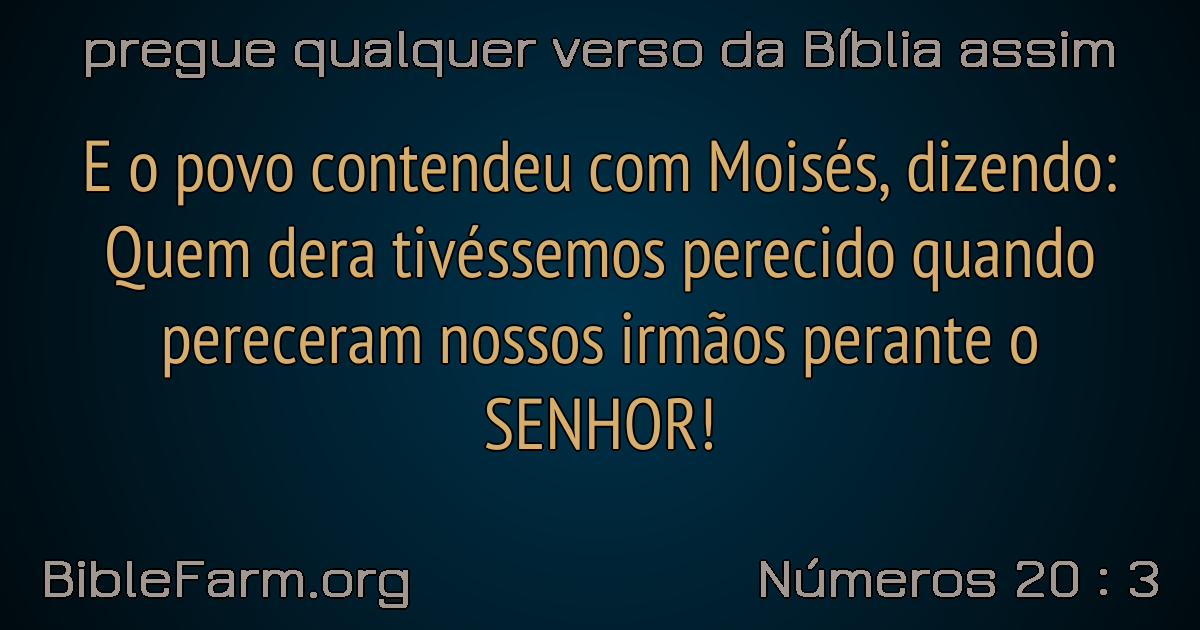 pregue qualquer verso da Bíblia assim
E o povo contendeu com Moisés, dizendo:
Quem dera tivéssemos perecido quando
pereceram nossos irmãos perante o
SENHOR!
BibleFarm.org
Números 20 : 3